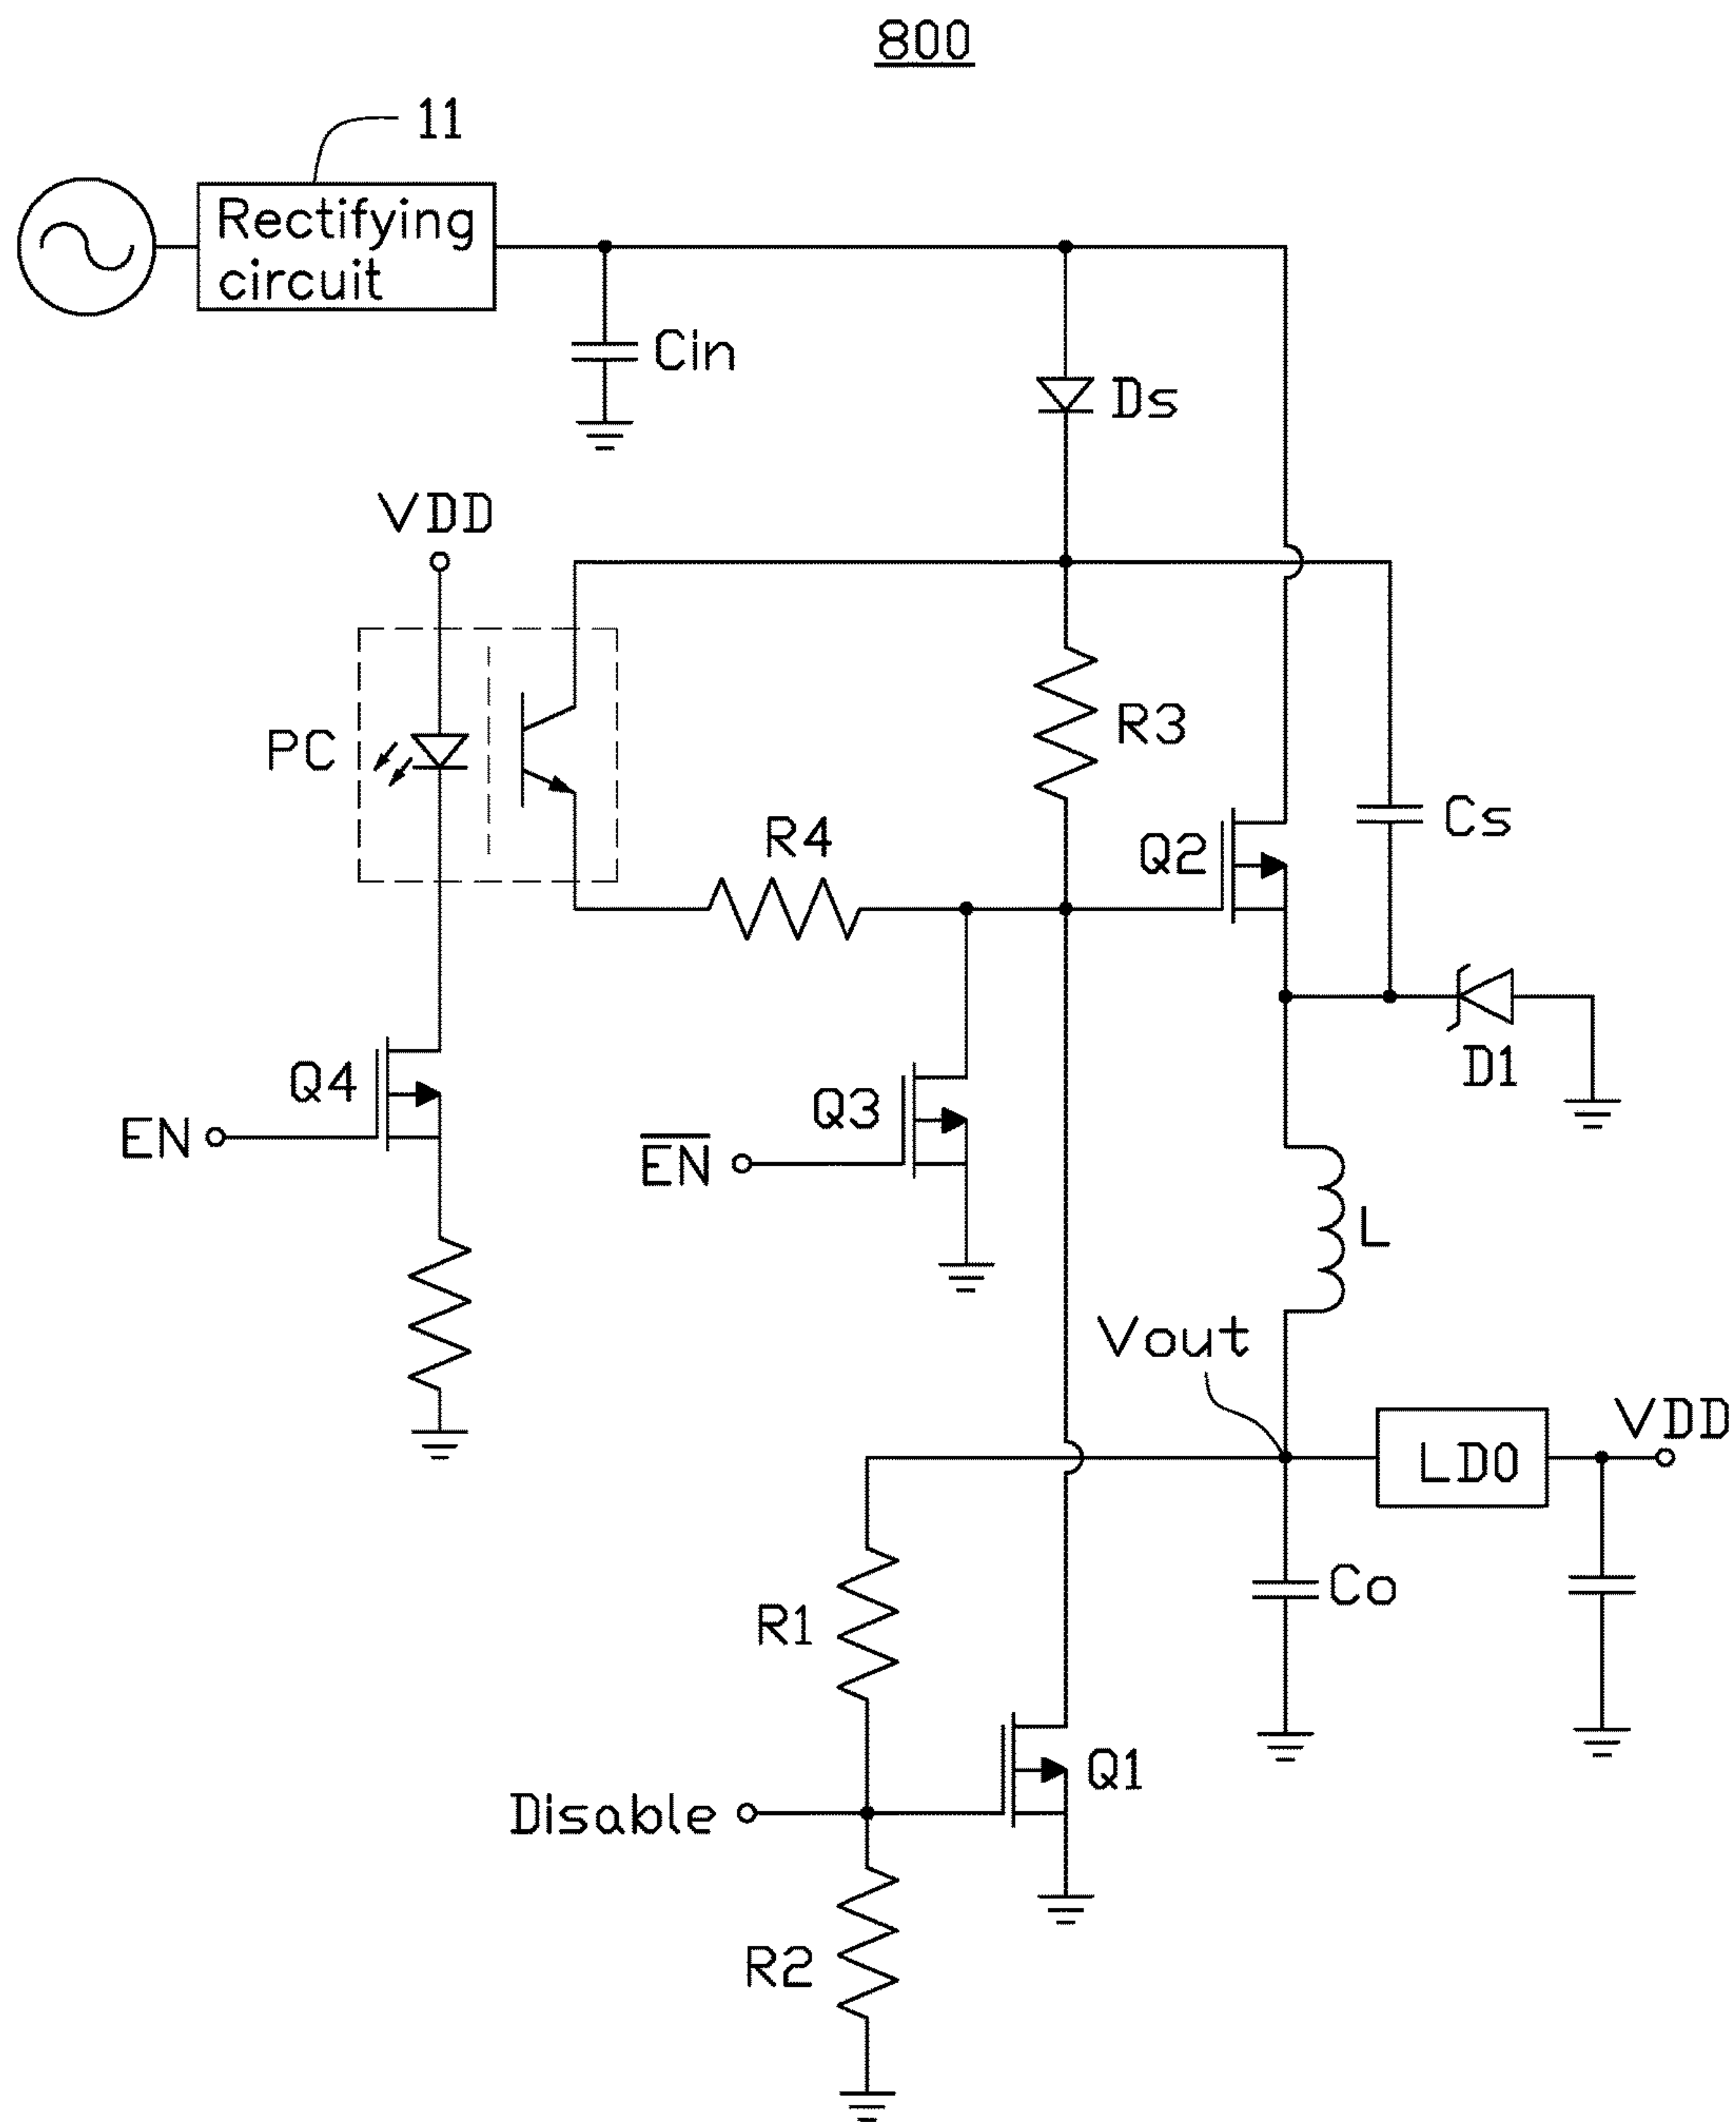 800
11
Rectifying
circuit
Cin
Ds
VDD
PC
R3
R4
Q2
Cs
D1
Q4
EN
Q3
E̅N̅
L
Vout
LDO
VDD
R1
Co
Q1
Disable
R2